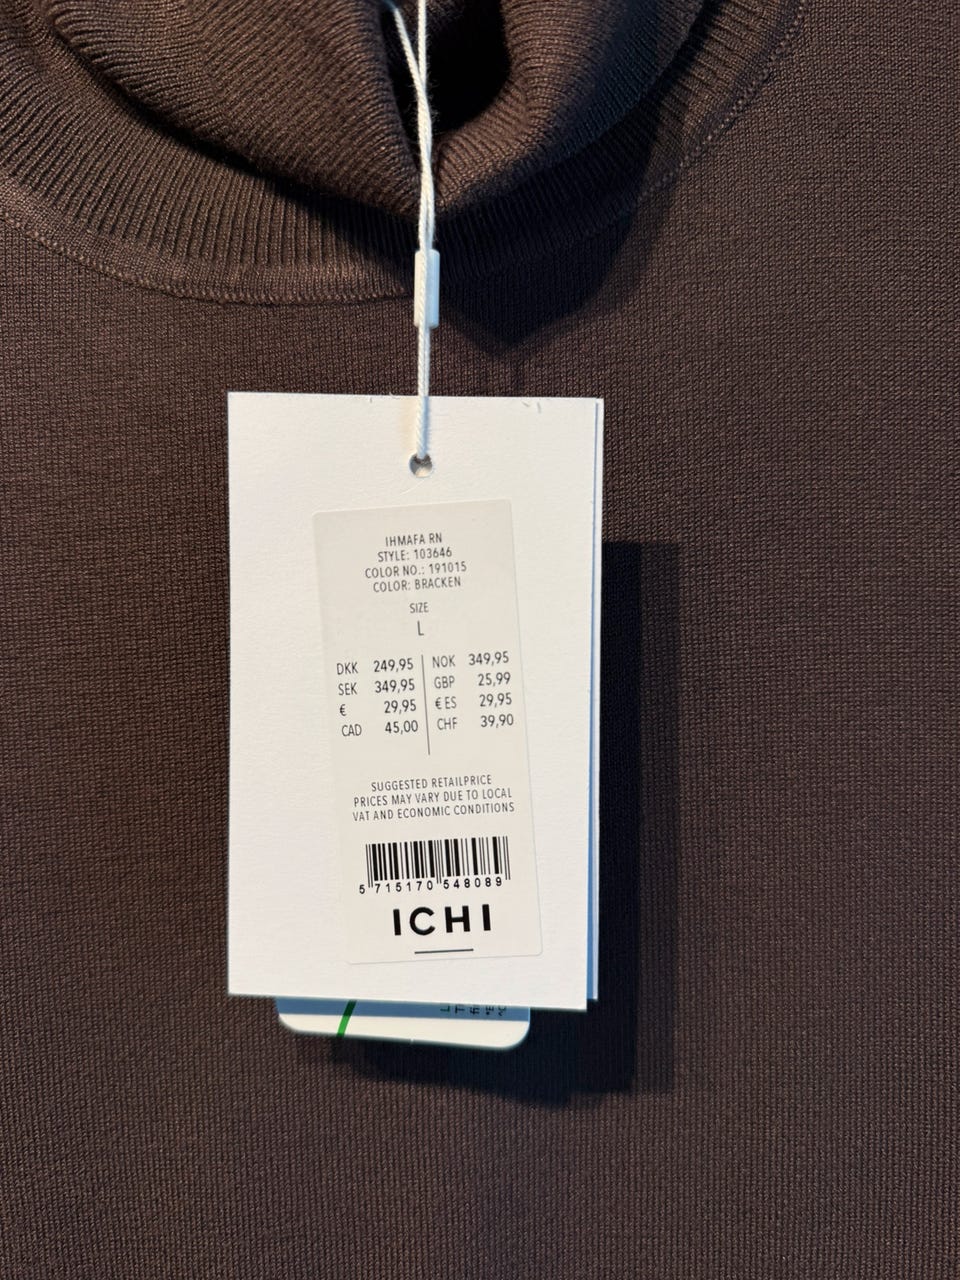 IHMAFA RN
STYLE: 103646
COLOR NO.: 191015
COLOR: BRACKEN
SIZE
L
DKK 249,95 NOK 349,95
SEK 349,95 GBP 25,99
€ 29,95 € ES 29,95
CAD 45,00 CHF 39,90
SUGGESTED RETAILPRICE
PRICES MAY VARY DUE TO LOCAL
VAT AND ECONOMIC CONDITIONS
5 715170 548089
ICHI